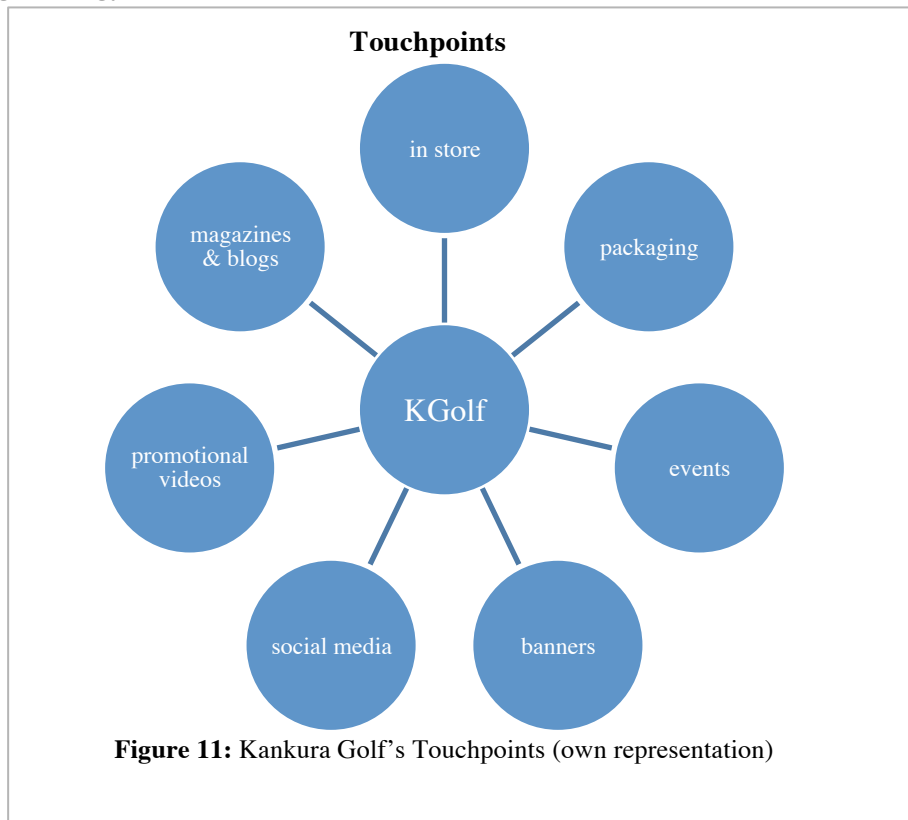 Touchpoints
in store
packaging
events
banners
social media
promotional
videos
magazines
& blogs
KGolf
Figure 11: Kankura Golf's Touchpoints (own representation)